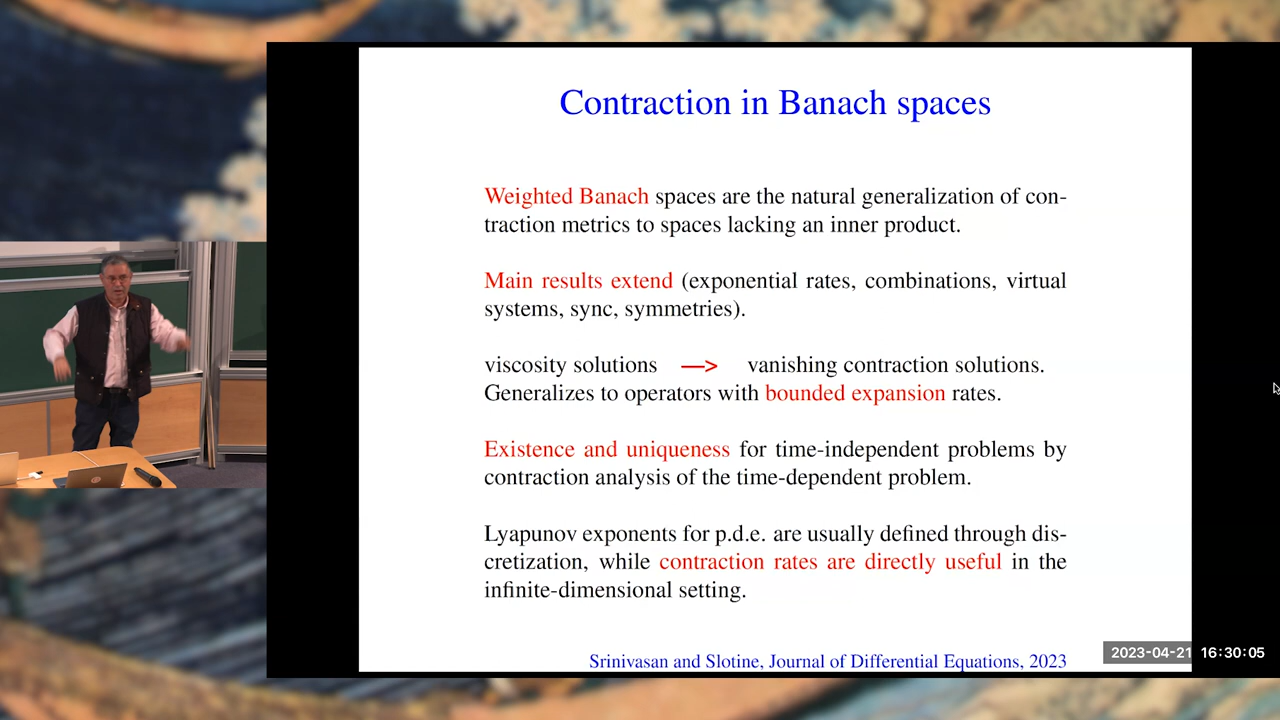 Contraction in Banach spaces
Weighted Banach spaces are the natural generalization of con-
traction metrics to spaces lacking an inner product.
Main results extend (exponential rates, combinations, virtual
systems, sync, symmetries).
viscosity solutions —> vanishing contraction solutions.
Generalizes to operators with bounded expansion rates.
Existence and uniqueness for time-independent problems by
contraction analysis of the time-dependent problem.
Lyapunov exponents for p.d.e. are usually defined through dis-
cretization, while contraction rates are directly useful in the
infinite-dimensional setting.
Srinivasan and Slotine, Journal of Differential Equations, 2023
2023-04-21 16:30:05